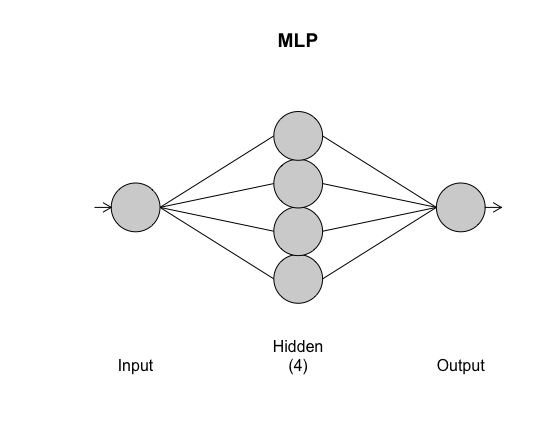 MLP
Hidden
(4)
Input
Output